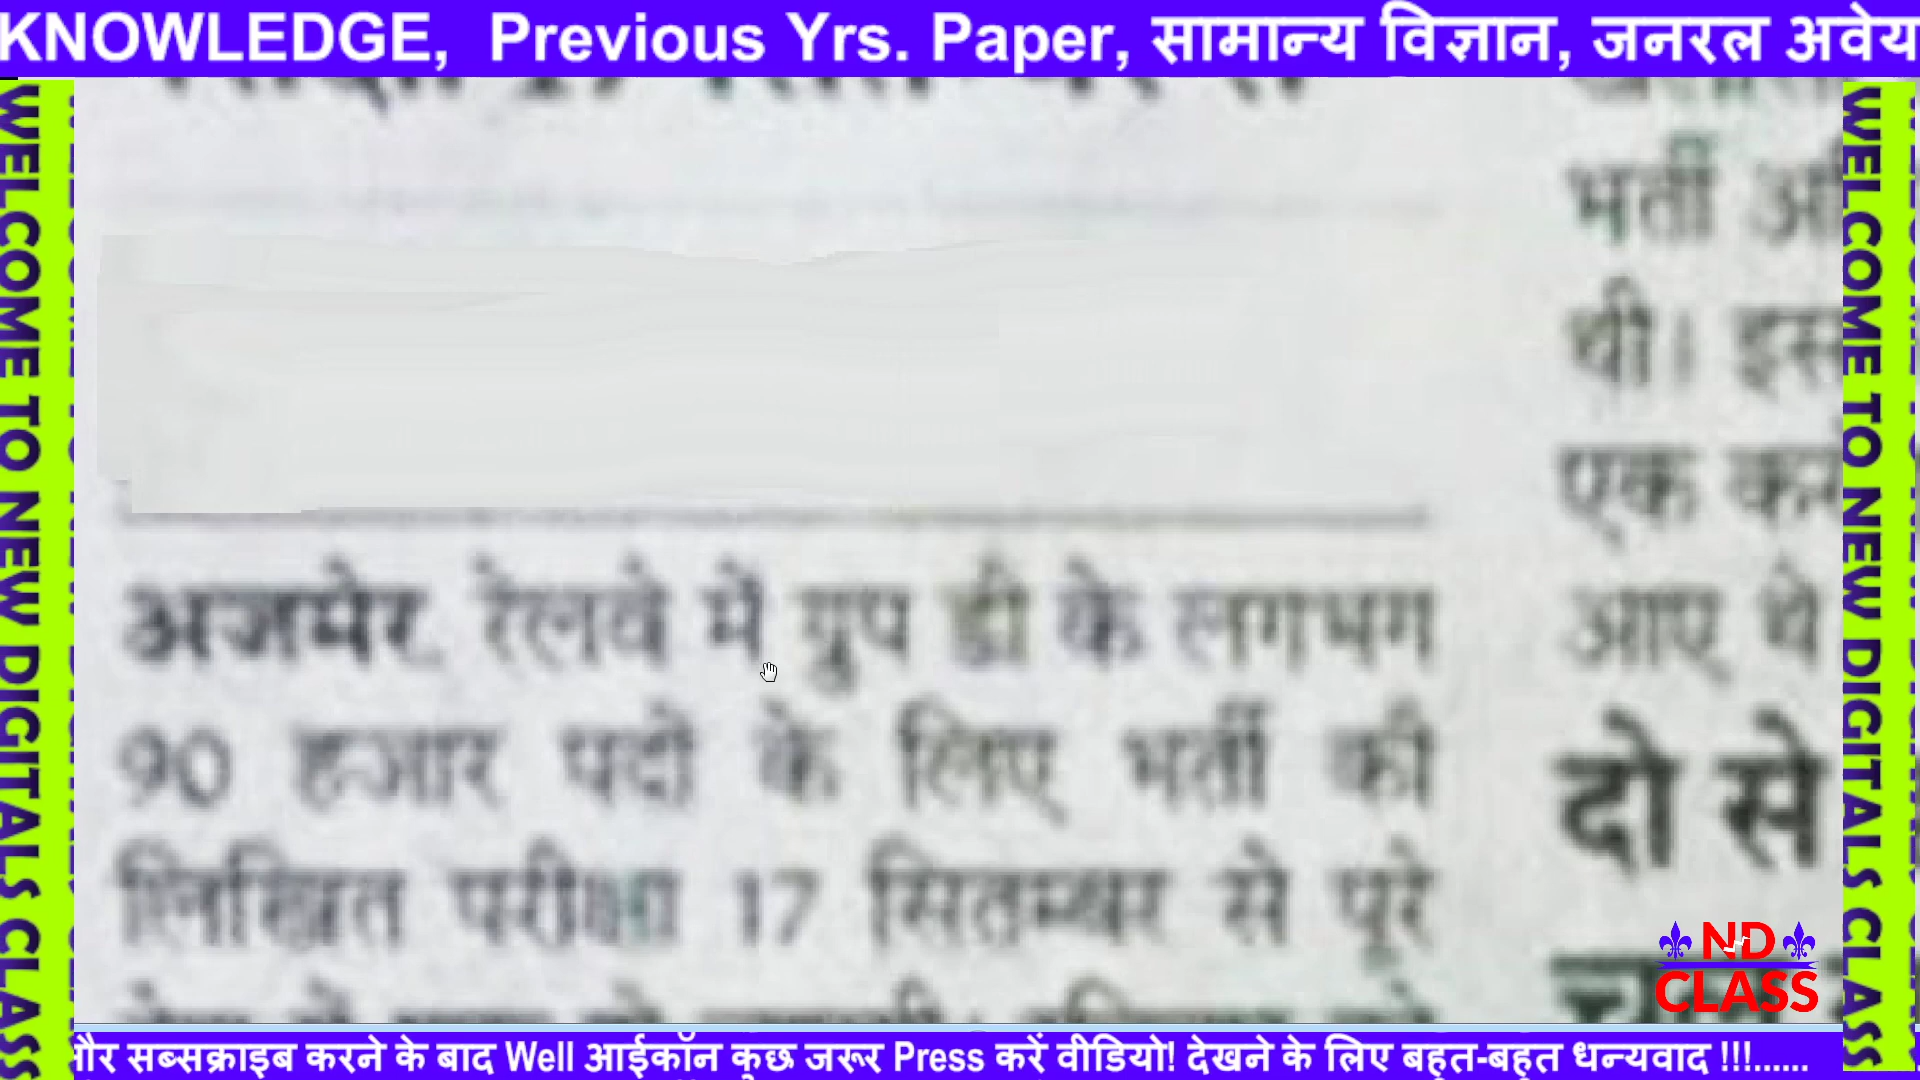 KNOWLEDGE, Previous Yrs. Paper, सामान्य विज्ञान, जनरल अवेय
WELCOME TO NEW DIGITALS CLASS
WELCOME TO NEW DIGITALS CLASS
अजमेर. रेलवे में ग्रुप डी के लगभग
90 हजार पदों के लिए भर्ती की
लिखित परीक्षा 17 सितम्बर से पूरे
भर्ती
थी। इस
एक
आए थे
दो से
ND
CLASS
और सब्सक्राइब करने के बाद Well आईकॉन कुछ जरूर Press करें वीडियो! देखने के लिए बहुत-बहुत धन्यवाद !!!......